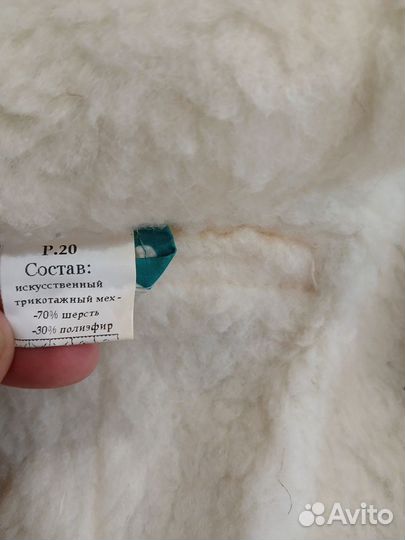 Р.20
Состав:
искусственный
трикотажный мех -
-70% шерсть
-30% полиэфир
Avito